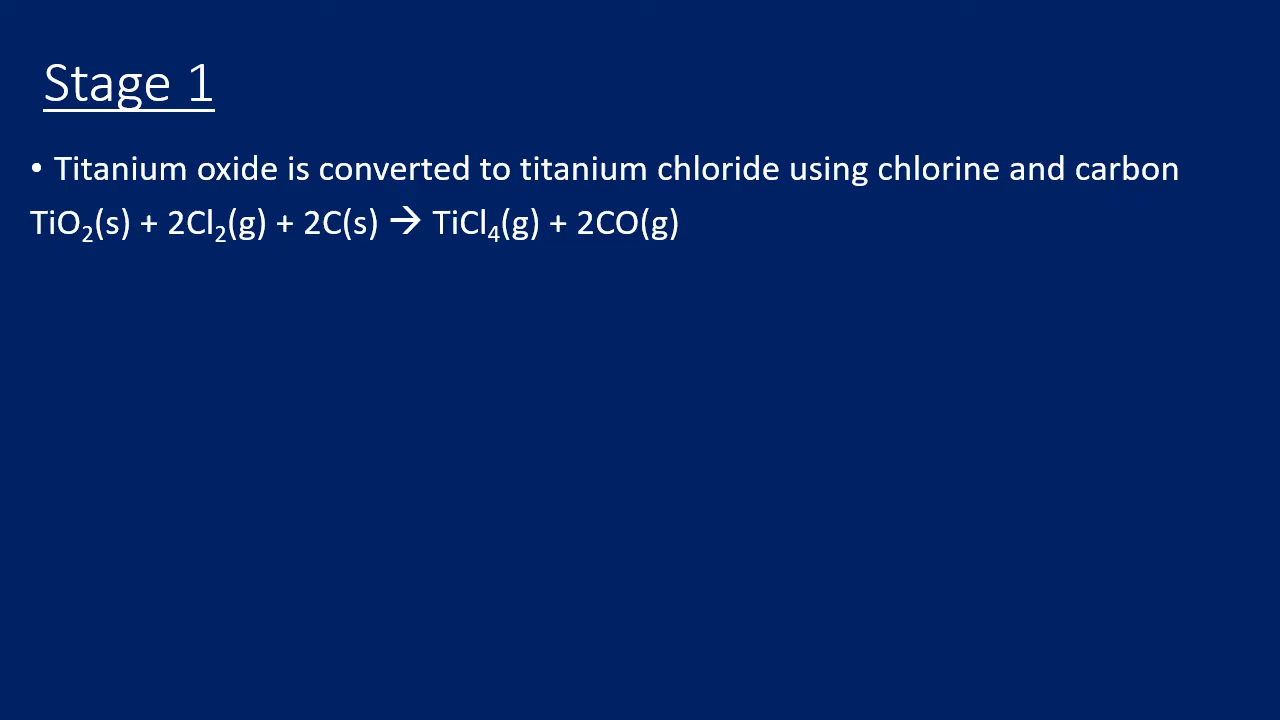 Stage 1
• Titanium oxide is converted to titanium chloride using chlorine and carbon
TiO₂(s) + 2Cl₂(g) + 2C(s) → TiCl₄(g) + 2CO(g)